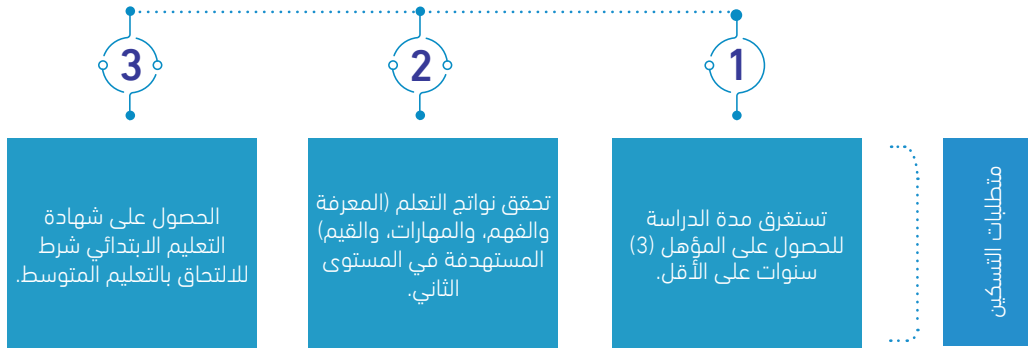 متطلبات التسكين
1
تستغرق مدة الدراسة
للحصول على المؤهل (3)
سنوات على الأقل.
2
تحقق نواتج التعلم (المعرفة
والفهم، والمهارات، والقيم)
المستهدفة في المستوى
الثاني.
3
الحصول على شهادة
التعليم الابتدائي شرط
للالتحاق بالتعليم المتوسط.